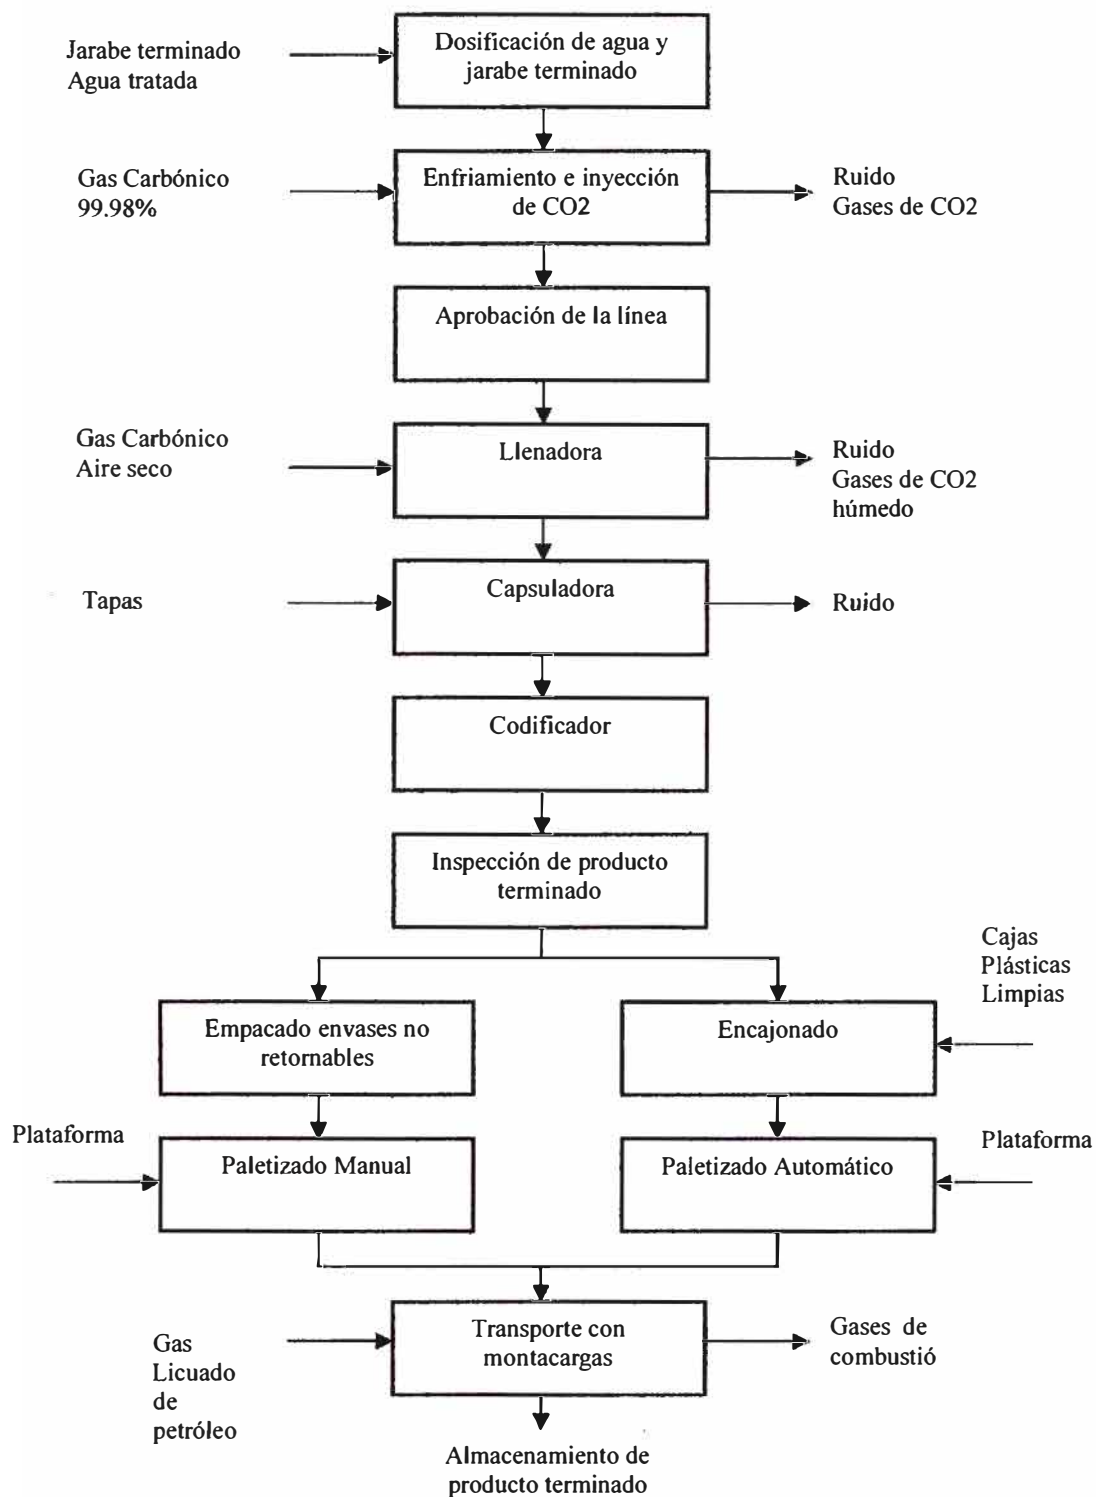 Jarabe terminado
Agua tratada
Dosificación de agua y
jarabe terminado
Gas Carbónico
99.98%
Enfriamiento e inyección
de CO2
Ruido
Gases de CO2
Aprobación de la línea
Gas Carbónico
Aire seco
Llenadora
Ruido
Gases de CO2
húmedo
Tapas
Capsuladora
Ruido
Codificador
Inspección de producto
terminado
Cajas
Plásticas
Limpias
Empacado envases no
retornables
Encajonado
Plataforma
Paletizado Manual
Paletizado Automático
Plataforma
Gas
Licuado
de
petróleo
Transporte con
montacargas
Gases de
combustió
Almacenamiento de
producto terminado